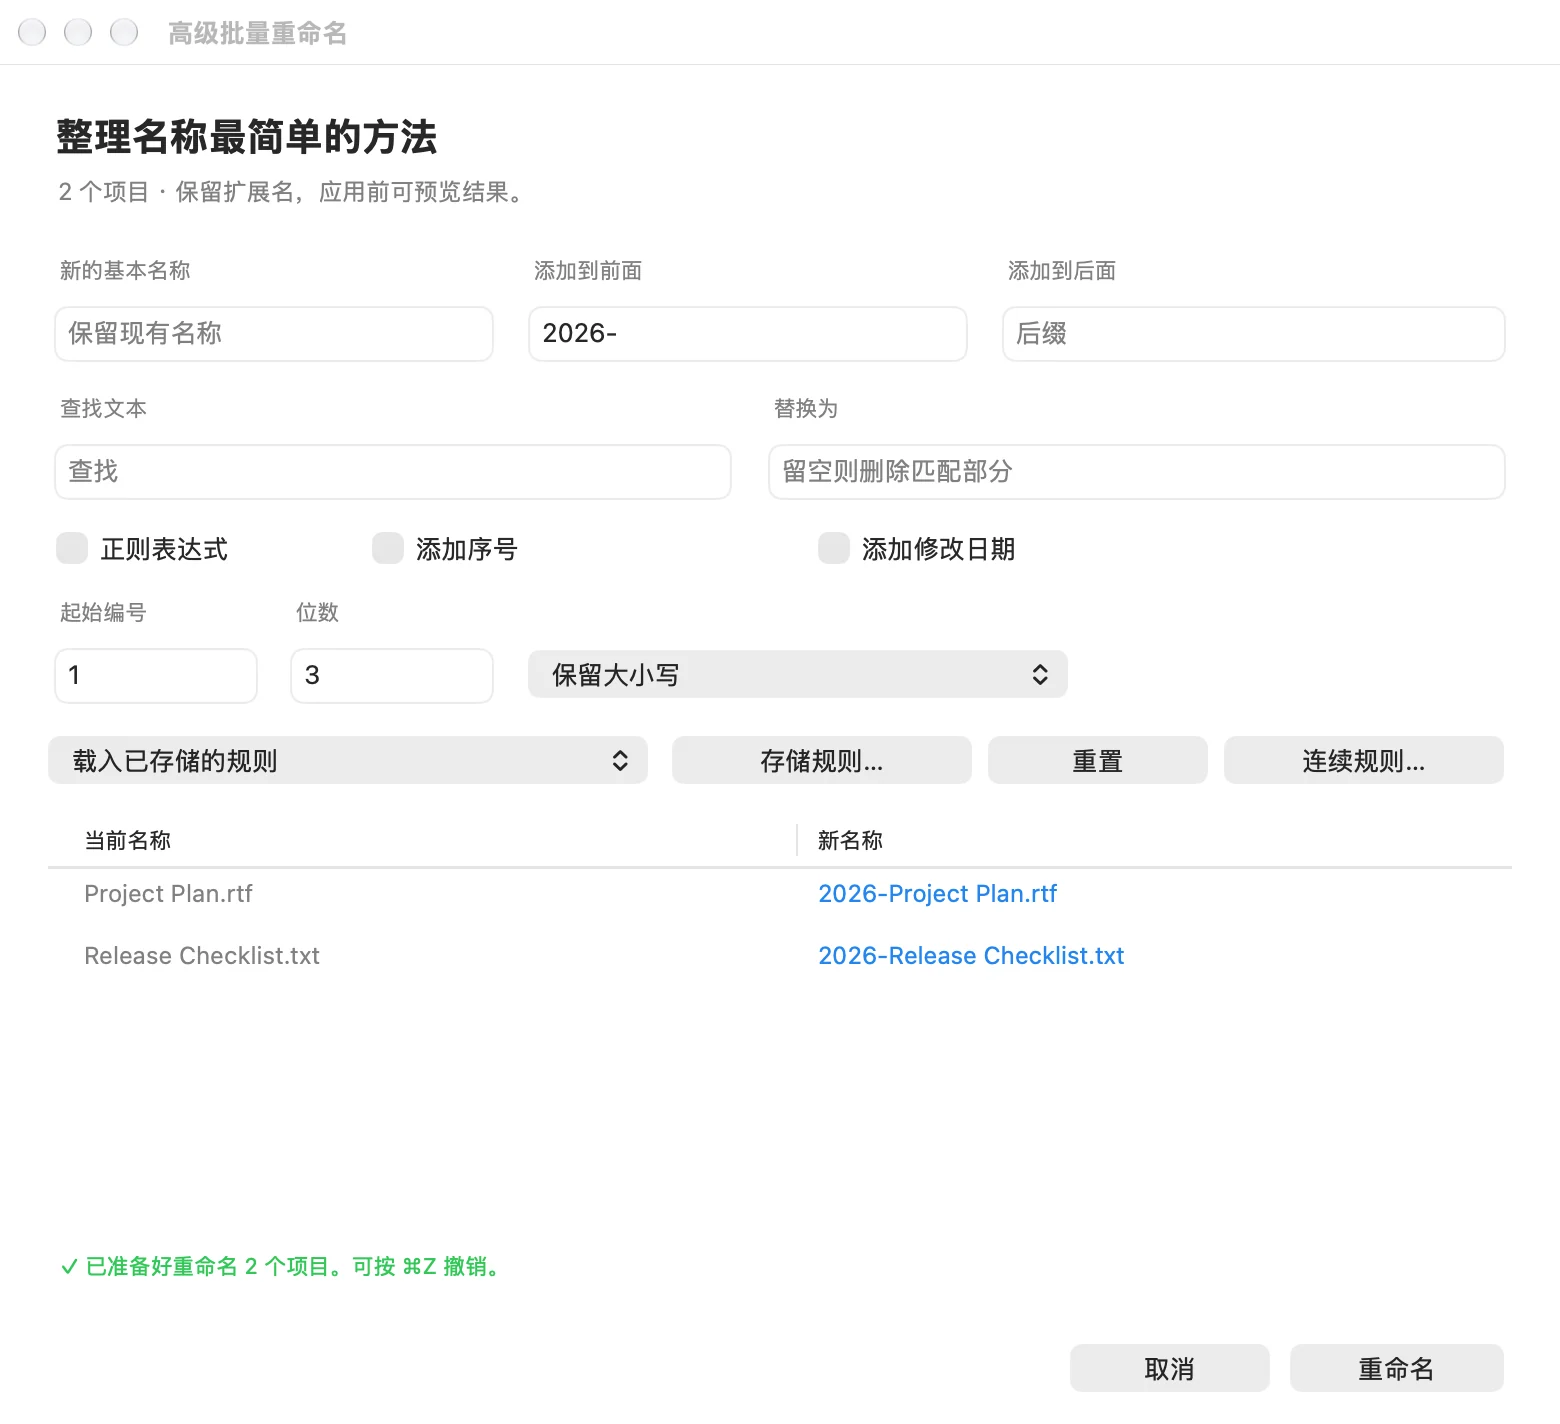 高级批量重命名
整理名称最简单的方法
2 个项目 · 保留扩展名，应用前可预览结果。
新的基本名称 添加到前面 添加到后面
保留现有名称 2026- 后缀
查找文本 替换为
查找 留空则删除匹配部分
正则表达式 添加序号 添加修改日期
起始编号 位数
1 3 保留大小写
载入已存储的规则 存储规则... 重置 连续规则...
当前名称 新名称
Project Plan.rtf 2026-Project Plan.rtf
Release Checklist.txt 2026-Release Checklist.txt
✓ 已准备好重命名 2 个项目。可按 ⌘Z 撤销。
取消 重命名